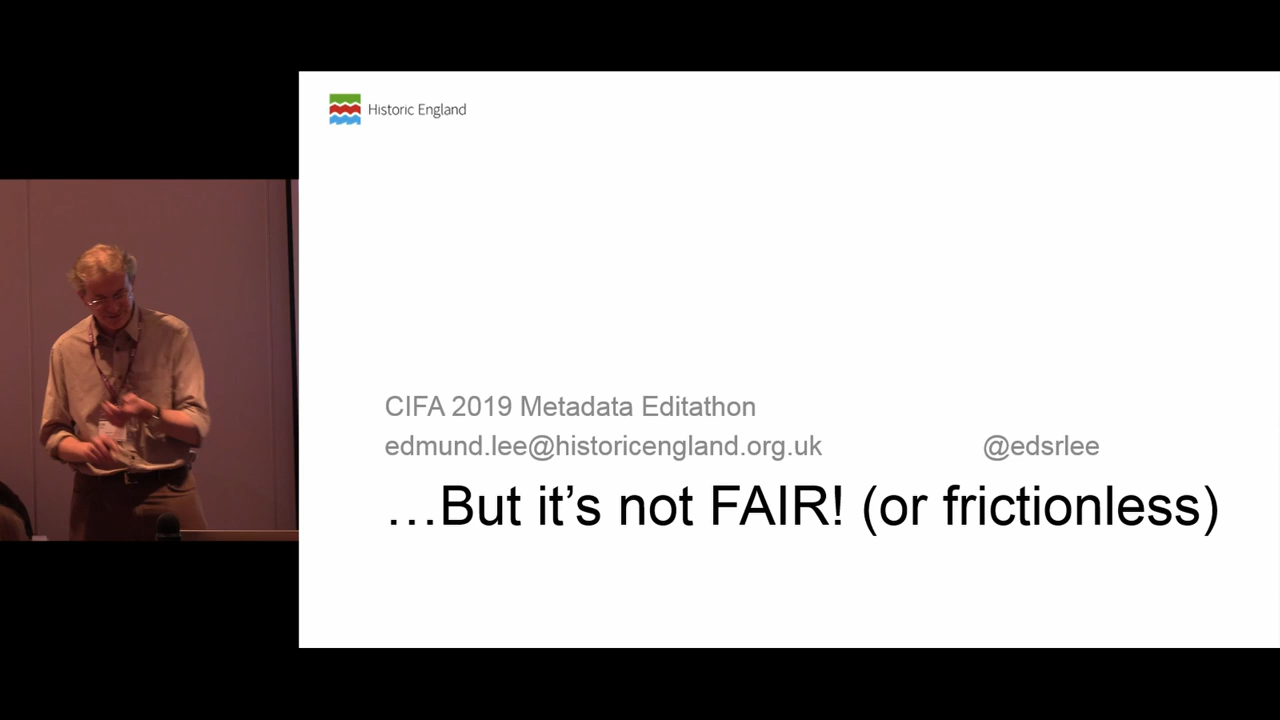 Historic England
CIFA 2019 Metadata Editathon
edmund.lee@historicengland.org.uk @edsrlee
…But it’s not FAIR! (or frictionless)